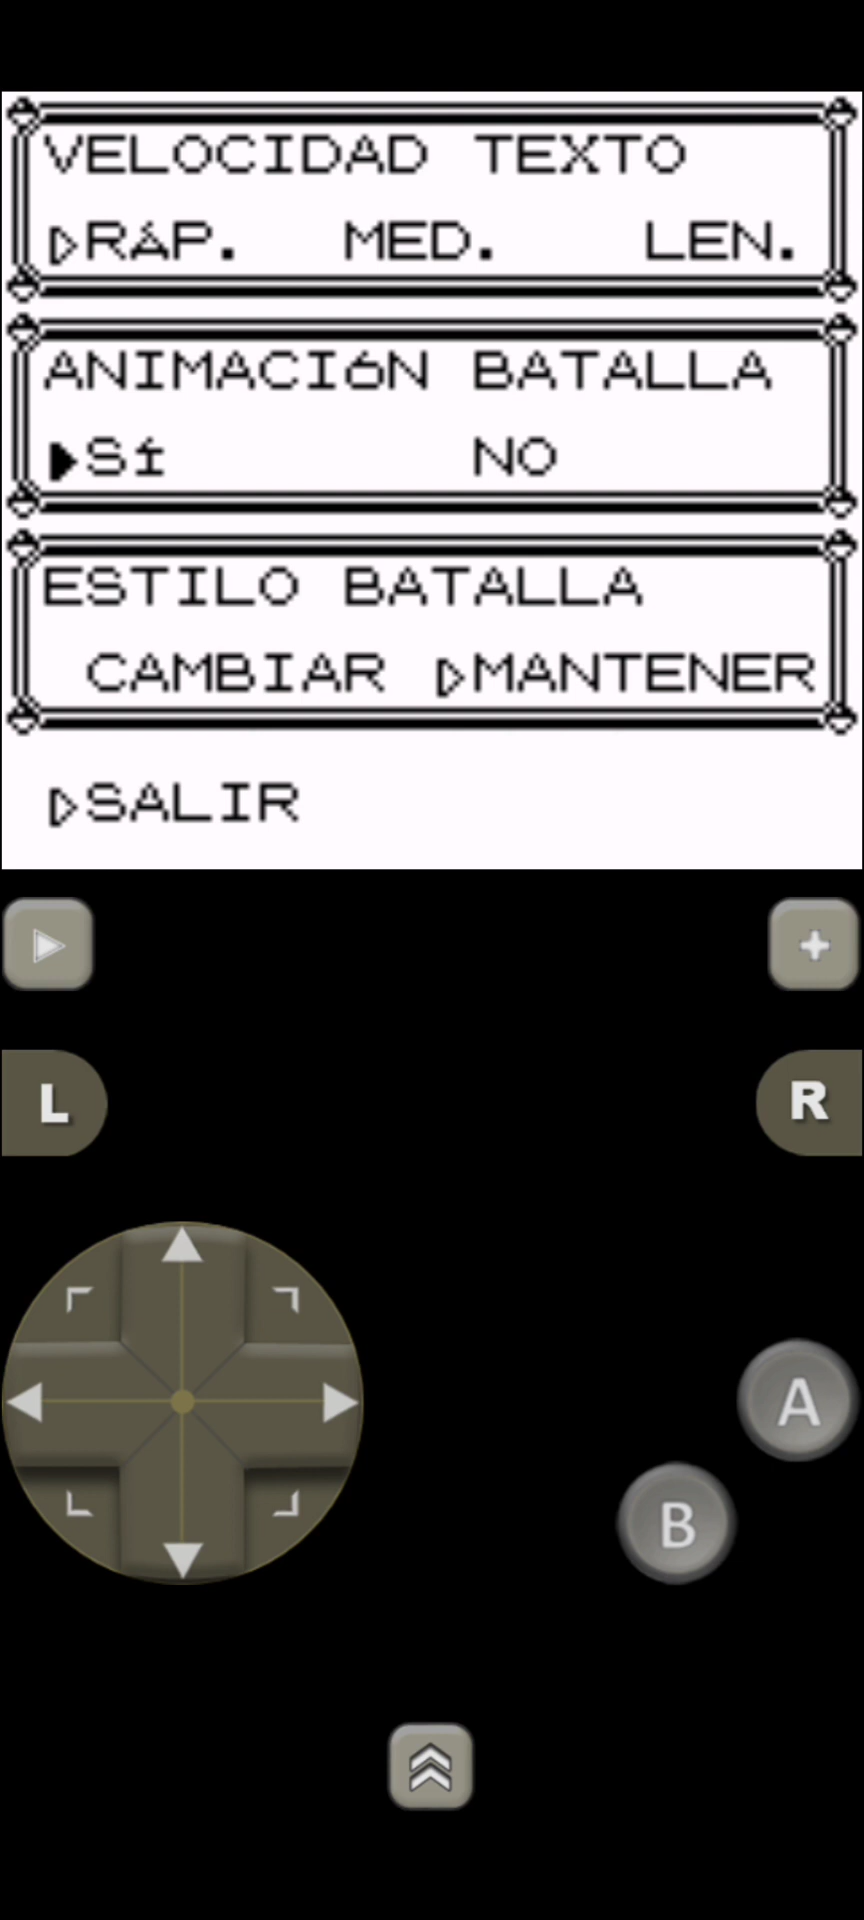 VELOCIDAD TEXTO
▷RÁP. MED. LEN.
ANIMACIÓN BATALLA
▶SÍ NO
ESTILO BATALLA
CAMBIAR ▷MANTENER
▷SALIR
L R
A
B